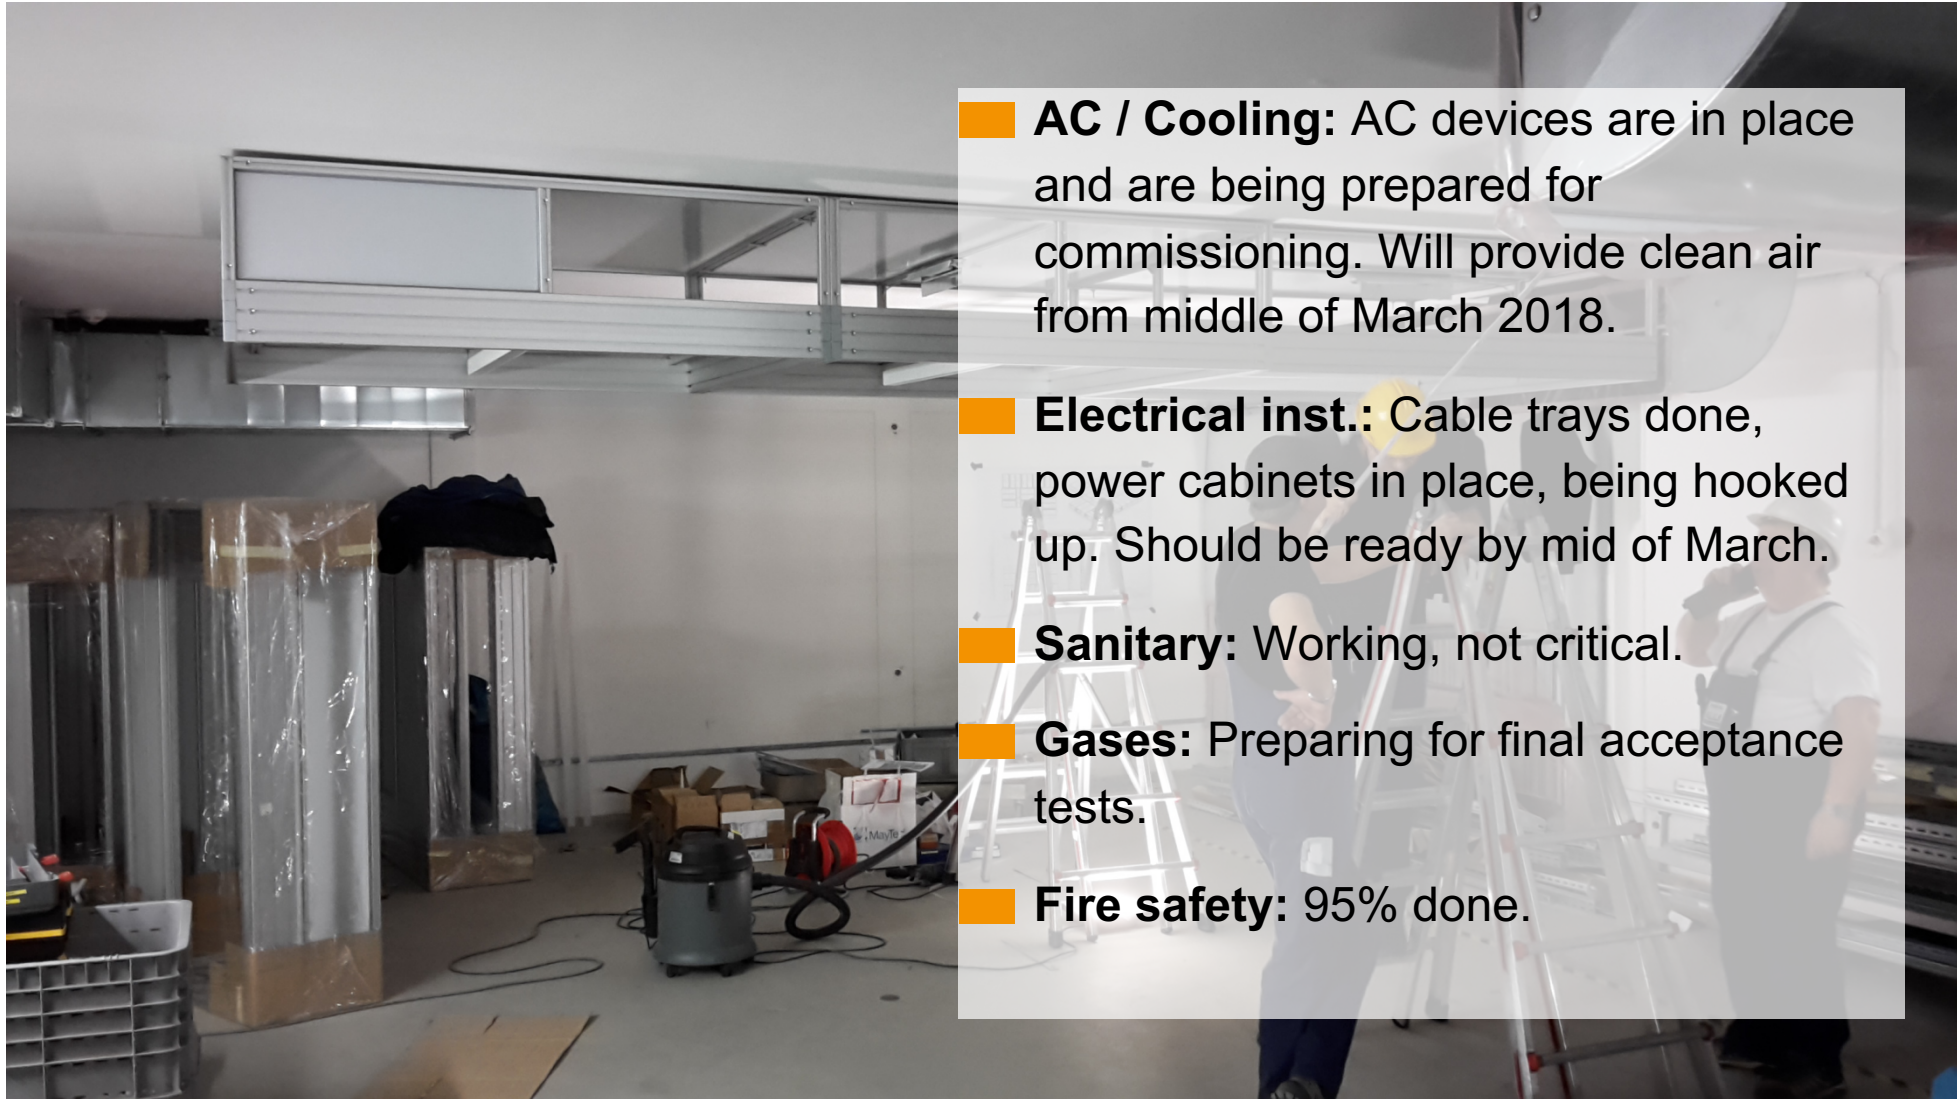 AC / Cooling: AC devices are in place
and are being prepared for
commissioning. Will provide clean air
from middle of March 2018.
Electrical inst.: Cable trays done,
power cabinets in place, being hooked
up. Should be ready by mid of March.
Sanitary: Working, not critical.
Gases: Preparing for final acceptance
tests.
Fire safety: 95% done.